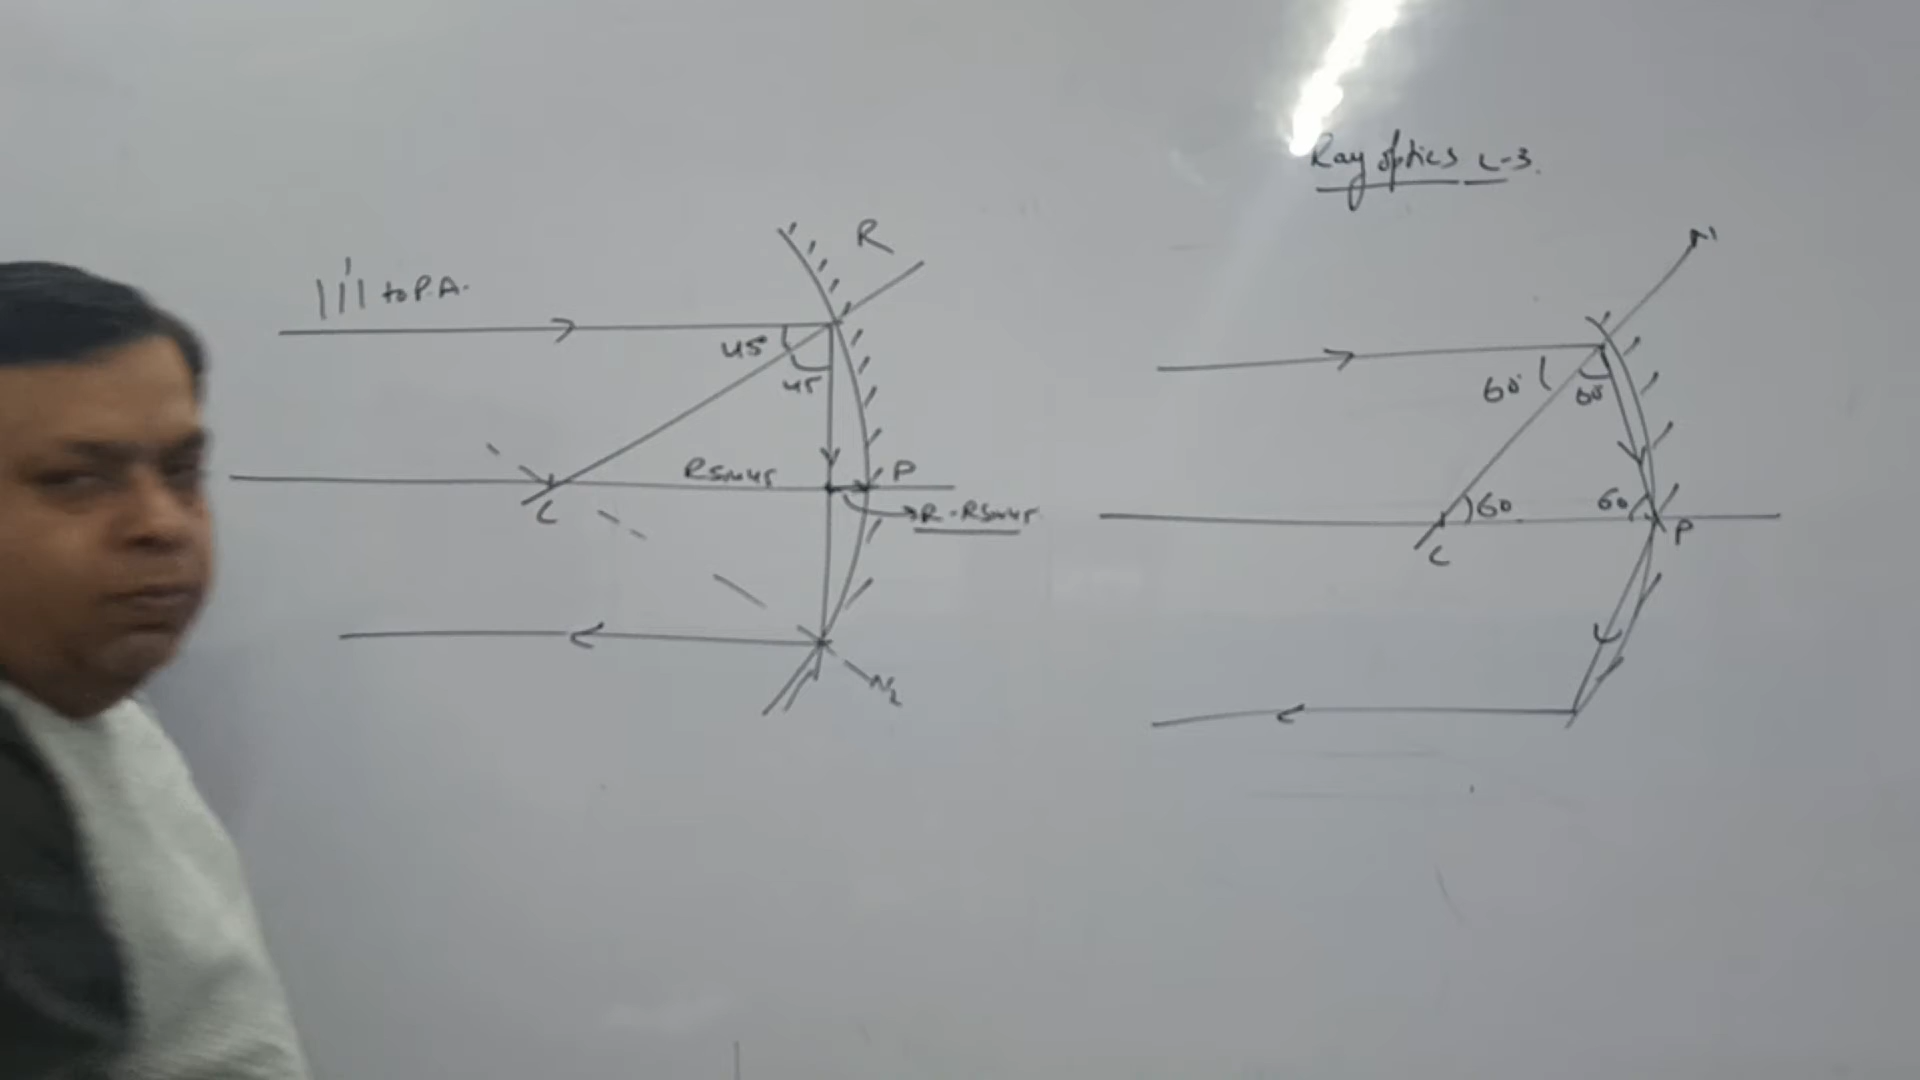 Ray optics L-3.
R
||| to P.A.
45
45
R sin 45
P
R - R sin 45
C
N2
N1
60°
60°
60
60
P
C